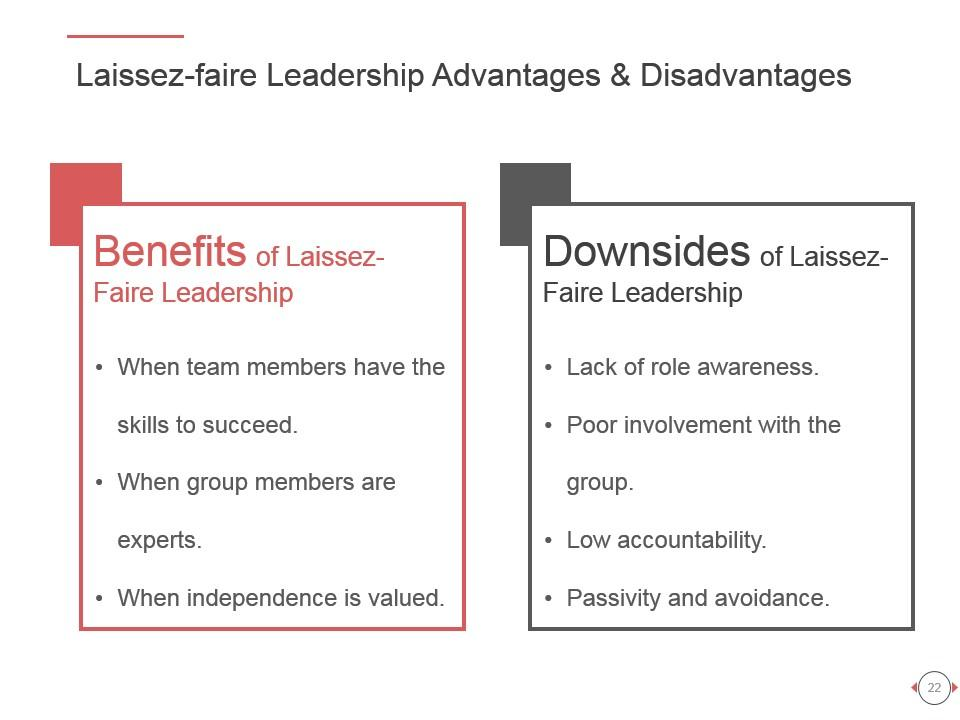 Laissez-faire Leadership Advantages & Disadvantages
Benefits of Laissez-
Faire Leadership
• When team members have the
skills to succeed.
• When group members are
experts.
• When independence is valued.
Downsides of Laissez-
Faire Leadership
• Lack of role awareness.
• Poor involvement with the
group.
• Low accountability.
• Passivity and avoidance.
22